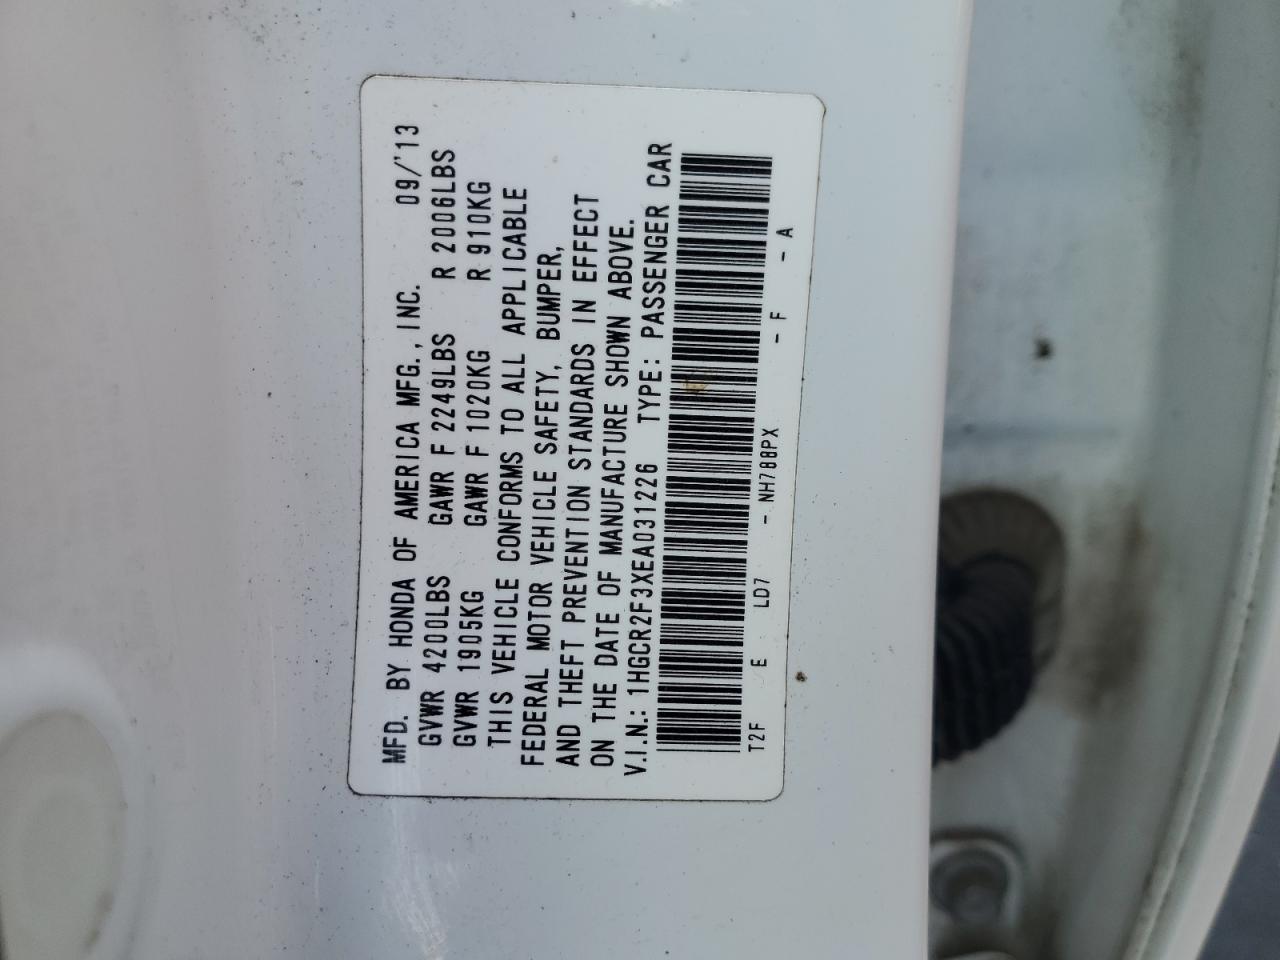 MFD. BY HONDA OF AMERICA MFG.,INC. 09/'13
GVWR 4200LBS GAWR F 2249LBS R 2006LBS
GVWR 1905KG GAWR F 1020KG R 910KG
THIS VEHICLE CONFORMS TO ALL APPLICABLE
FEDERAL MOTOR VEHICLE SAFETY, BUMPER,
AND THEFT PREVENTION STANDARDS IN EFFECT
ON THE DATE OF MANUFACTURE SHOWN ABOVE.
V.I.N.: 1HGCR2F3XEA031226 TYPE: PASSENGER CAR
T2F E LD7 - NH788PX - F - A